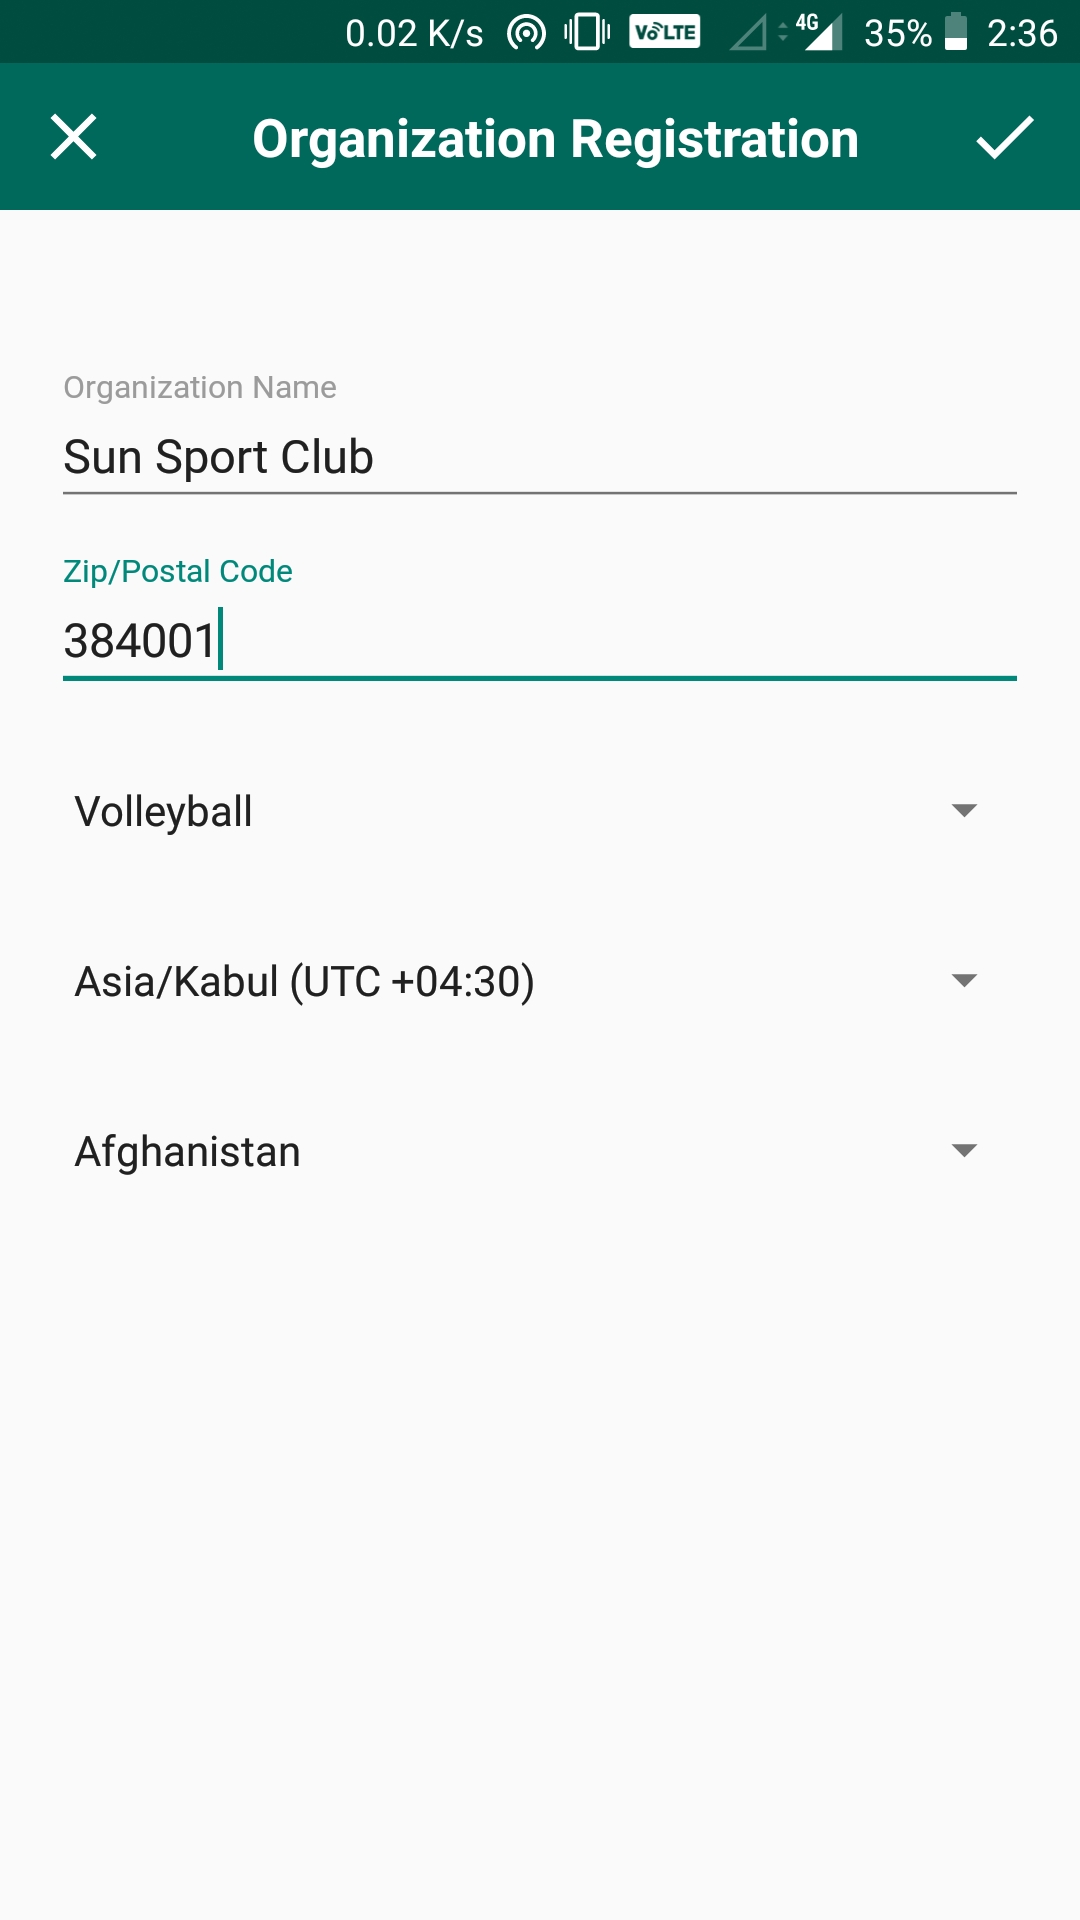 0.02 K/s VoLTE 4G 35% 2:36
Organization Registration
Organization Name
Sun Sport Club
Zip/Postal Code
384001
Volleyball
Asia/Kabul (UTC +04:30)
Afghanistan